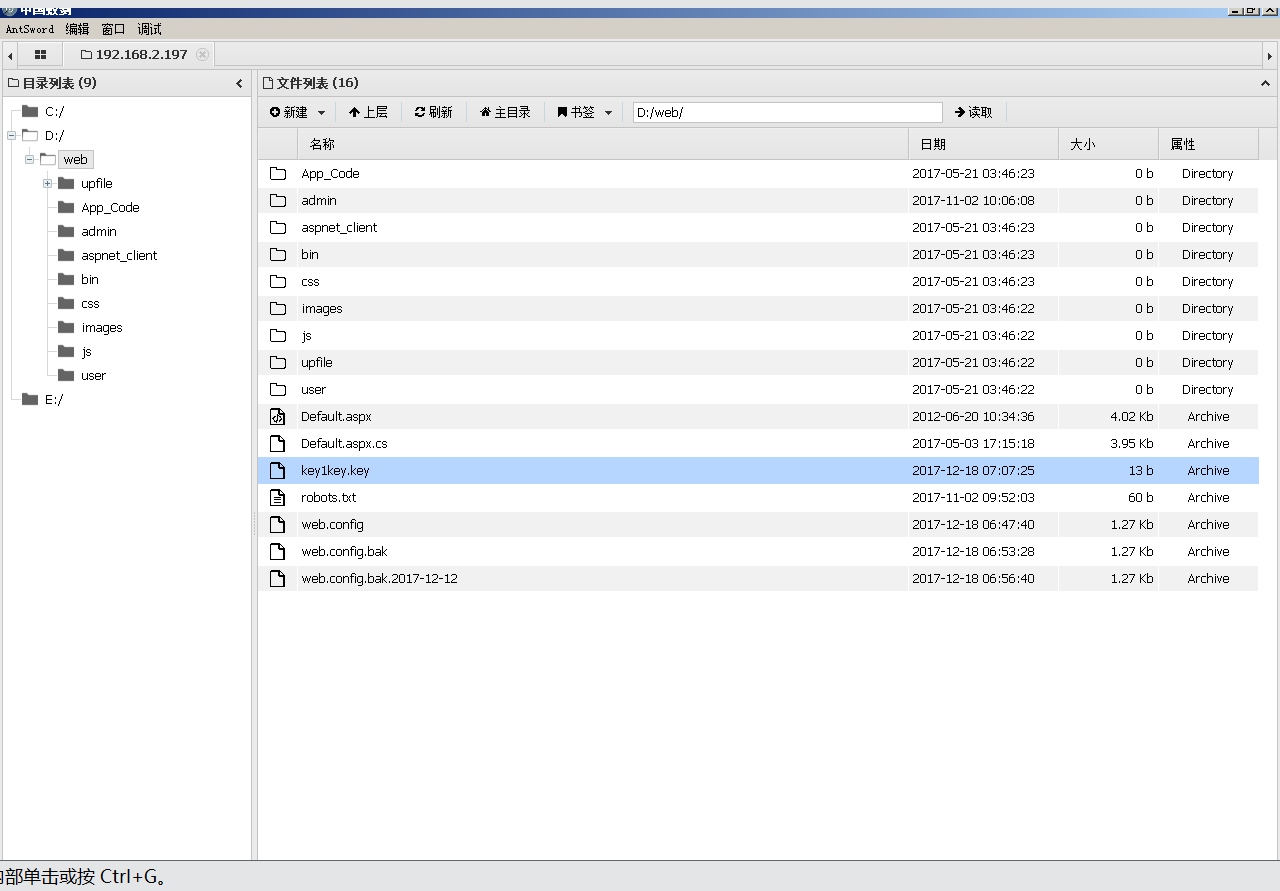 中国蚁剑
AntSword 编辑 窗口 调试
192.168.2.197
目录列表 (9)
C:/
D:/
web
upfile
App_Code
admin
aspnet_client
bin
css
images
js
user
E:/
文件列表 (16)
新建 上层 刷新 主目录 书签 D:/web/ 读取
名称 日期 大小 属性
App_Code 2017-05-21 03:46:23 0 b Directory
admin 2017-11-02 10:06:08 0 b Directory
aspnet_client 2017-05-21 03:46:23 0 b Directory
bin 2017-05-21 03:46:23 0 b Directory
css 2017-05-21 03:46:23 0 b Directory
images 2017-05-21 03:46:22 0 b Directory
js 2017-05-21 03:46:22 0 b Directory
upfile 2017-05-21 03:46:22 0 b Directory
user 2017-05-21 03:46:22 0 b Directory
Default.aspx 2012-06-20 10:34:36 4.02 Kb Archive
Default.aspx.cs 2017-05-03 17:15:18 3.95 Kb Archive
key1key.key 2017-12-18 07:07:25 13 b Archive
robots.txt 2017-11-02 09:52:03 60 b Archive
web.config 2017-12-18 06:47:40 1.27 Kb Archive
web.config.bak 2017-12-18 06:53:28 1.27 Kb Archive
web.config.bak.2017-12-12 2017-12-18 06:56:40 1.27 Kb Archive
内部单击或按 Ctrl+G。